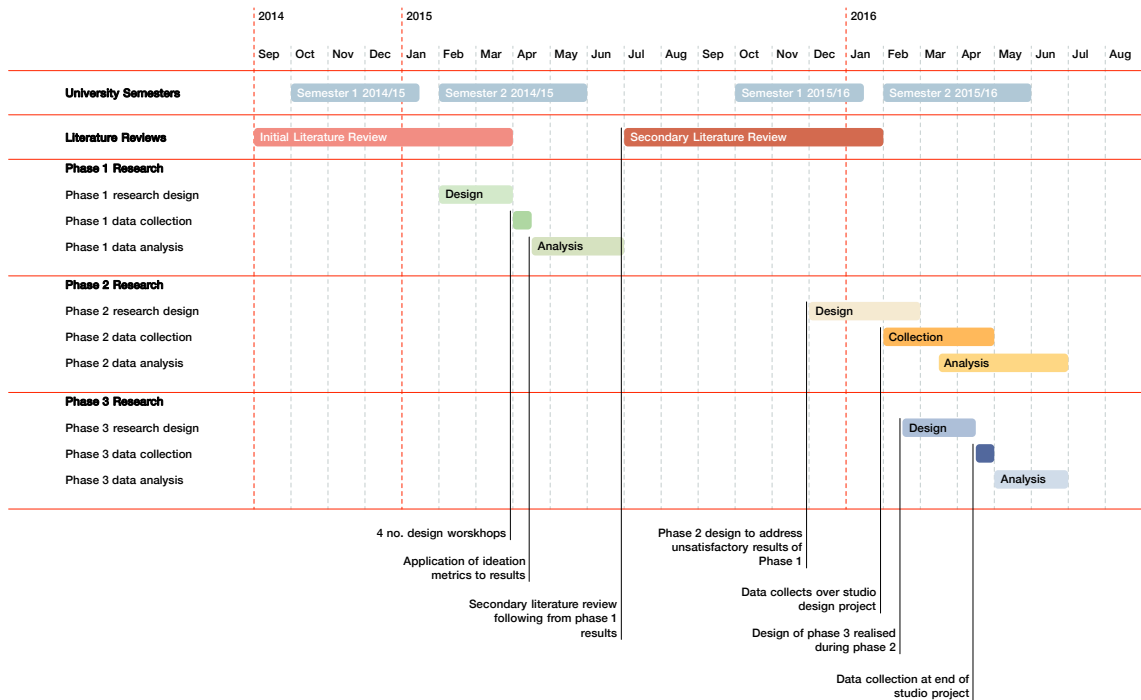 2014
2015
2016
Sep Oct Nov Dec Jan Feb Mar Apr May Jun Jul Aug Sep Oct Nov Dec Jan Feb Mar Apr May Jun Jul Aug
University Semesters
Semester 1 2014/15
Semester 2 2014/15
Semester 1 2015/16
Semester 2 2015/16
Literature Reviews
Initial Literature Review
Secondary Literature Review
Phase 1 Research
Phase 1 research design
Design
Phase 1 data collection
Phase 1 data analysis
Analysis
Phase 2 Research
Phase 2 research design
Design
Phase 2 data collection
Collection
Phase 2 data analysis
Analysis
Phase 3 Research
Phase 3 research design
Design
Phase 3 data collection
Phase 3 data analysis
Analysis
4 no. design worskhops
Application of ideation
metrics to results
Secondary literature review
following from phase 1
results
Phase 2 design to address
unsatisfactory results of
Phase 1
Data collects over studio
design project
Design of phase 3 realised
during phase 2
Data collection at end of
studio project